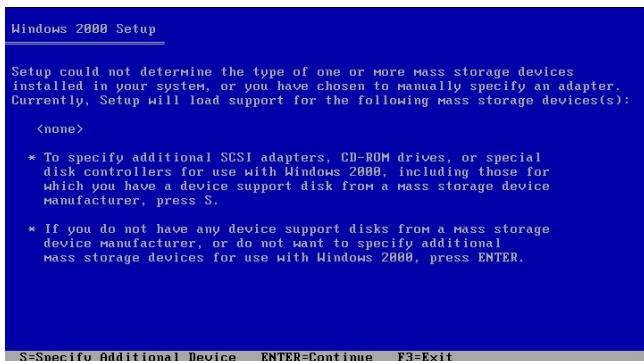 Windows 2000 Setup
Setup could not determine the type of one or more mass storage devices
installed in your system, or you have chosen to manually specify an adapter.
Currently, Setup will load support for the following mass storage devices(s):
<none>
* To specify additional SCSI adapters, CD-ROM drives, or special
disk controllers for use with Windows 2000, including those for
which you have a device support disk from a mass storage device
manufacturer, press S.
* If you do not have any device support disks from a mass storage
device manufacturer, or do not want to specify additional
mass storage devices for use with Windows 2000, press ENTER.
S=Specify Additional Device ENTER=Continue F3=Exit